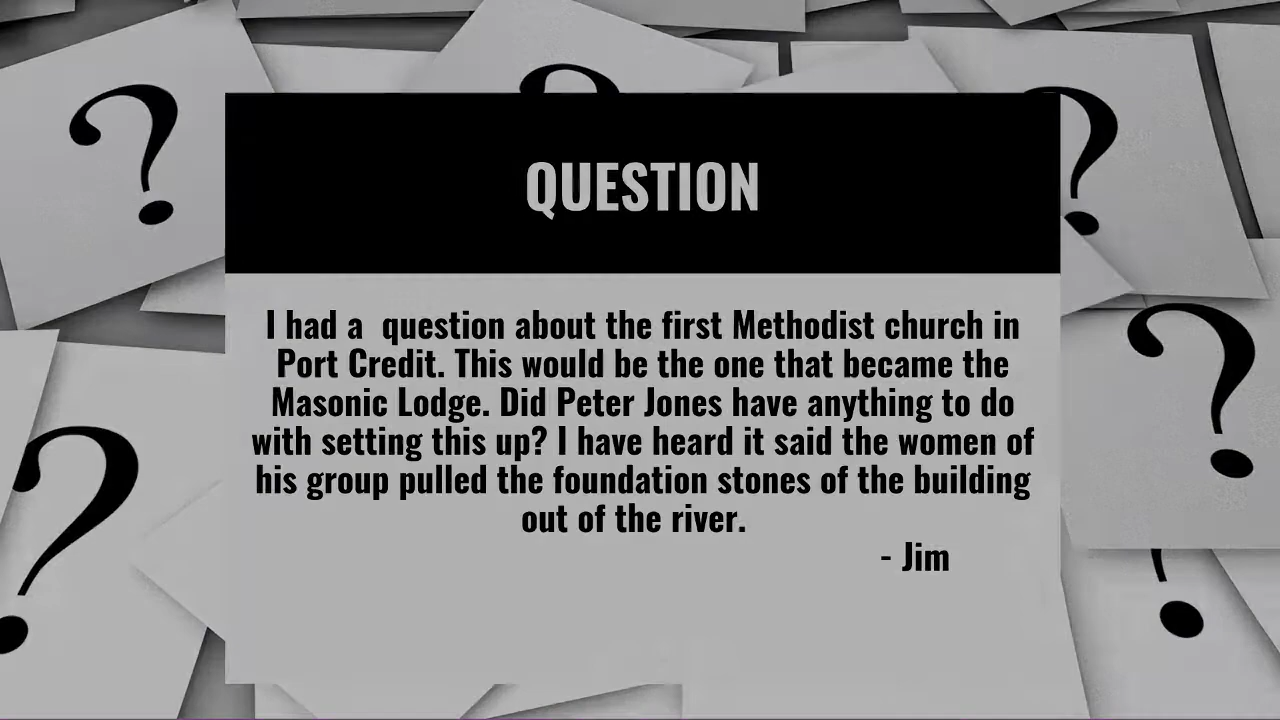 QUESTION
I had a  question about the first Methodist church in
Port Credit. This would be the one that became the
Masonic Lodge. Did Peter Jones have anything to do
with setting this up? I have heard it said the women of
his group pulled the foundation stones of the building
out of the river.
- Jim